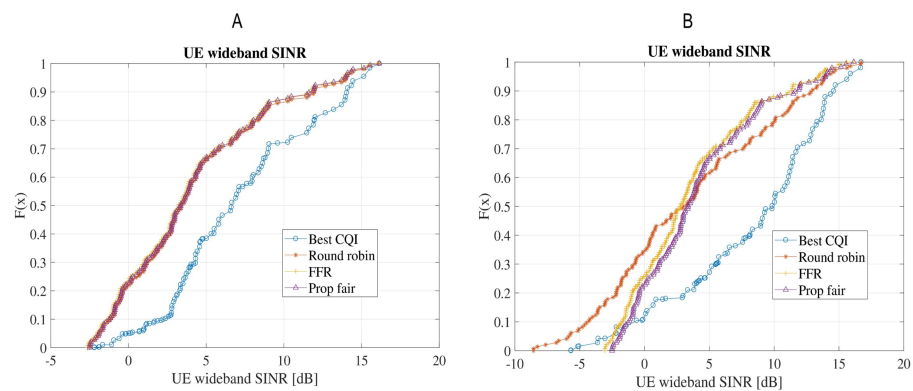 A
UE wideband SINR
1
0.9
0.8
0.7
0.6
0.5
0.4
0.3
0.2
0.1
0
F(x)
Best CQI
Round robin
FFR
Prop fair
-5 0 5 10 15 20
UE wideband SINR [dB]
B
UE wideband SINR
1
0.9
0.8
0.7
0.6
0.5
0.4
0.3
0.2
0.1
0
F(x)
Best CQI
Round robin
FFR
Prop fair
-10 -5 0 5 10 15 20
UE wideband SINR [dB]